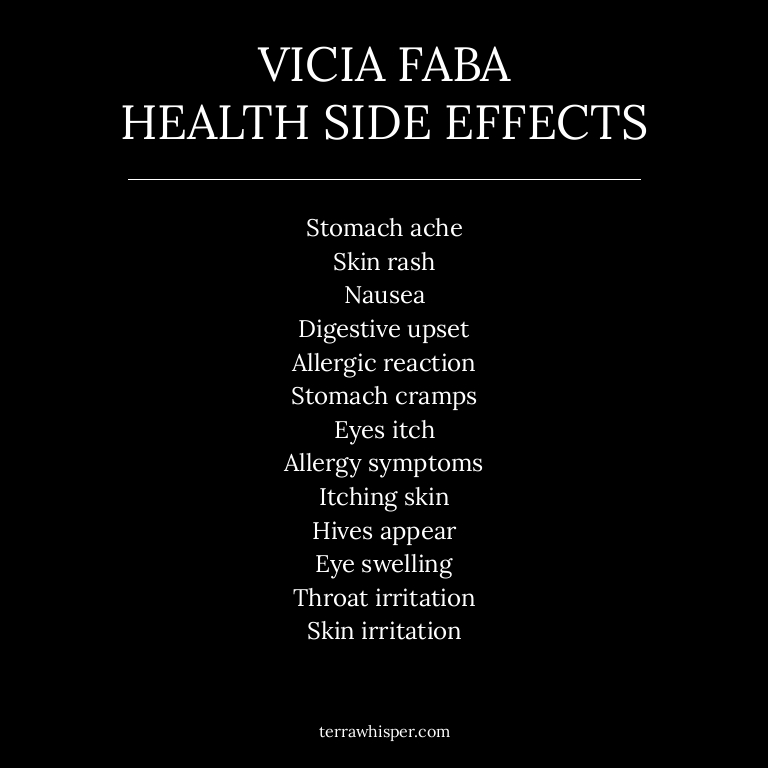 VICIA FABA
HEALTH SIDE EFFECTS
Stomach ache
Skin rash
Nausea
Digestive upset
Allergic reaction
Stomach cramps
Eyes itch
Allergy symptoms
Itching skin
Hives appear
Eye swelling
Throat irritation
Skin irritation
terrawhisper.com